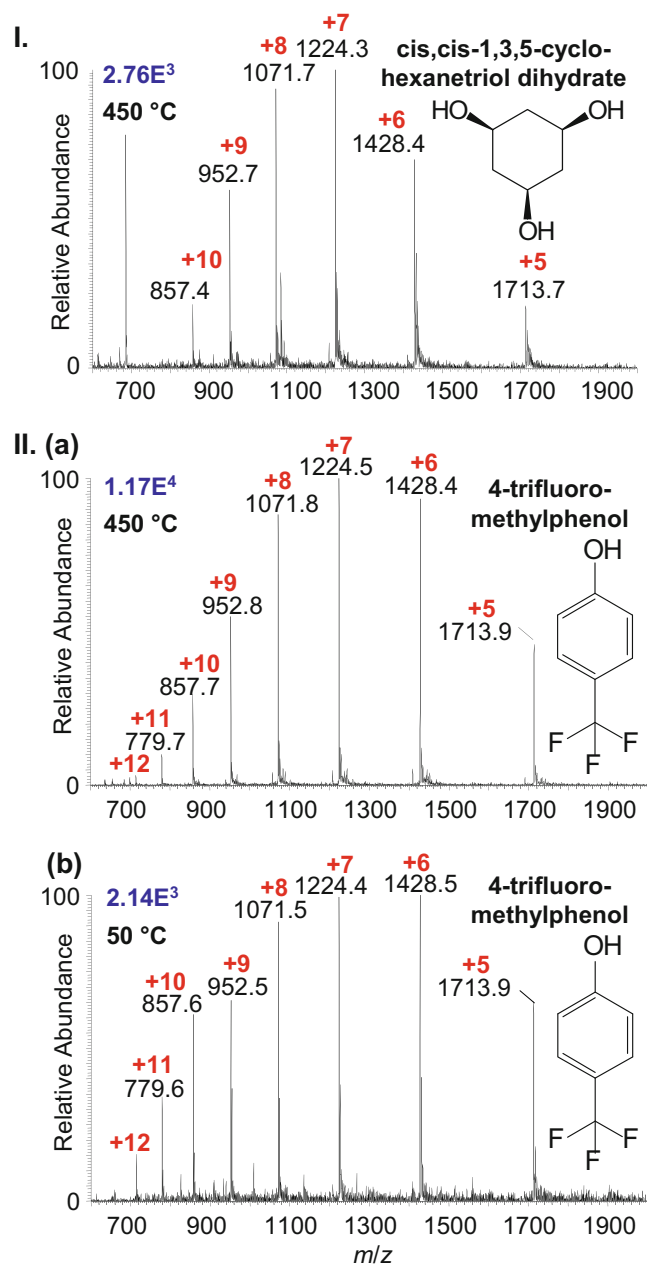 I.
100
Relative Abundance
0
2.76E³
450 °C
+10
857.4
+9
952.7
+8
1071.7
+7
1224.3
+6
1428.4
+5
1713.7
cis,cis-1,3,5-cyclo-
hexanetriol dihydrate
HO
OH
OH
700 900 1100 1300 1500 1700 1900
II. (a)
100
Relative Abundance
0
1.17E⁴
450 °C
+12
+11
779.7
+10
857.7
+9
952.8
+8
1071.8
+7
1224.5
+6
1428.4
+5
1713.9
4-trifluoro-
methylphenol
OH
F
F
F
700 900 1100 1300 1500 1700 1900
(b)
100
Relative Abundance
0
2.14E³
50 °C
+12
+11
779.6
+10
857.6
+9
952.5
+8
1071.5
+7
1224.4
+6
1428.5
+5
1713.9
4-trifluoro-
methylphenol
OH
F
F
F
700 900 1100 1300 1500 1700 1900
m/z